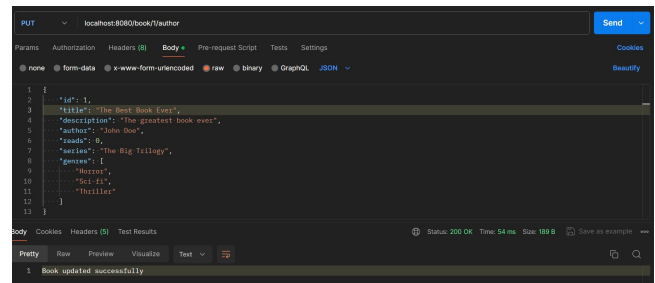 PUT localhost:8080/book/1/author Send
Params Authorization Headers (8) Body Pre-request Script Tests Settings Cookies
none form-data x-www-form-urlencoded raw binary GraphQL JSON Beautify
1 {
2 "id": 1,
3 "title": "The Best Book Ever",
4 "description": "The greatest book ever",
5 "author": "John Doe",
6 "reads": 0,
7 "series": "The Big Trilogy",
8 "genres": [
9 "Horror",
10 "Sci-fi",
11 "Thriller"
12 ]
13 }
Body Cookies Headers (5) Test Results Status: 200 OK Time: 54 ms Size: 189 B Save as example
Pretty Raw Preview Visualize Text
1 Book updated successfully